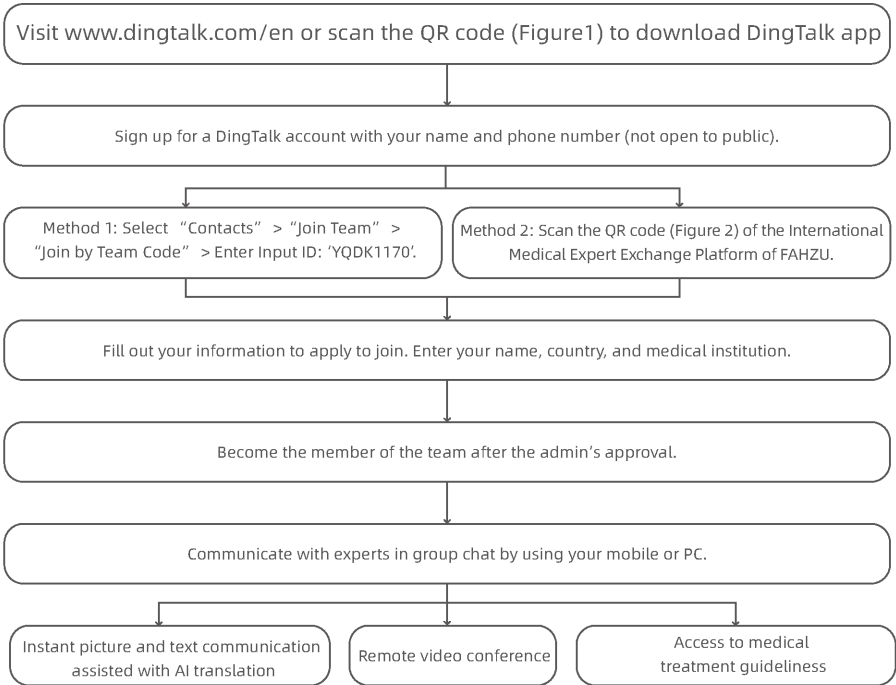 Visit www.dingtalk.com/en or scan the QR code (Figure1) to download DingTalk app
Sign up for a DingTalk account with your name and phone number (not open to public).
Method 1: Select “Contacts” > “Join Team” >
“Join by Team Code” > Enter Input ID: ‘YQDK1170’.
Method 2: Scan the QR code (Figure 2) of the International
Medical Expert Exchange Platform of FAHZU.
Fill out your information to apply to join. Enter your name, country, and medical institution.
Become the member of the team after the admin’s approval.
Communicate with experts in group chat by using your mobile or PC.
Instant picture and text communication
assisted with AI translation
Remote video conference
Access to medical
treatment guideliness